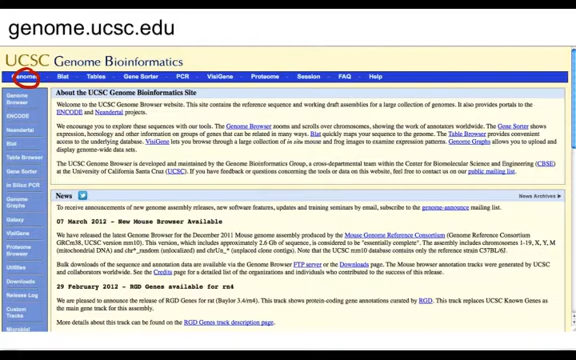 genome.ucsc.edu
UCSC Genome Bioinformatics
Genomes Blat Tables Gene Sorter PCR VisiGene Proteome Session FAQ Help
Genome
Browser
ENCODE
Neandertal
Blat
Table Browser
Gene Sorter
In Silico PCR
Genome
Graphs
Galaxy
VisiGene
Proteome
Browser
Utilities
Downloads
Release Log
Custom
Tracks
Microbial
About the UCSC Genome Bioinformatics Site
Welcome to the UCSC Genome Browser website. This site contains the reference sequence and working draft assemblies for a large collection of genomes. It also provides portals to the
ENCODE and Neandertal projects.
We encourage you to explore these sequences with our tools. The Genome Browser zooms and scrolls over chromosomes, showing the work of annotators worldwide. The Gene Sorter shows
expression, homology and other information on groups of genes that can be related in many ways. Blat quickly maps your sequence to the genome. The Table Browser provides convenient
access to the underlying database. VisiGene lets you browse through a large collection of in situ mouse and frog images to examine expression patterns. Genome Graphs allows you to upload and
display genome-wide data sets.
The UCSC Genome Browser is developed and maintained by the Genome Bioinformatics Group, a cross-departmental team within the Center for Biomolecular Science and Engineering (CBSE)
at the University of California Santa Cruz (UCSC). If you have feedback or questions concerning the tools or data on this website, feel free to contact us on our public mailing list.
News
News Archives
To receive announcements of new genome assembly releases, new software features, updates and training seminars by email, subscribe to the genome-announce mailing list.
07 March 2012 - New Mouse Browser Available
We have released the latest Genome Browser for the December 2011 Mouse genome assembly produced by the Mouse Genome Reference Consortium (Genome Reference Consortium
GRCm38, UCSC version mm10). This version, which includes approximately 2.6 Gb of sequence, is considered to be "essentially complete." The assembly includes chromosomes 1-19, X, Y, M
(mitochondrial DNA) and chr*_random (unlocalized) and chrUn_* (unplaced clone contigs). Note that the UCSC mm10 database contains only the reference strain C57BL/6J.
Bulk downloads of the sequence and annotation data are available via the Genome Browser FTP server or the Downloads page. The Mouse browser annotation tracks were generated by UCSC
and collaborators worldwide. See the Credits page for a detailed list of the organizations and individuals who contributed to the success of this release.
29 February 2012 - RGD Genes available for rn4
We are pleased to announce the release of RGD Genes for rat (Baylor 3.4/rn4). This track shows protein-coding gene annotations curated by RGD. This track replaces UCSC Known Genes as
the main gene track for this assembly.
More details about this track can be found on the RGD Genes track description page.